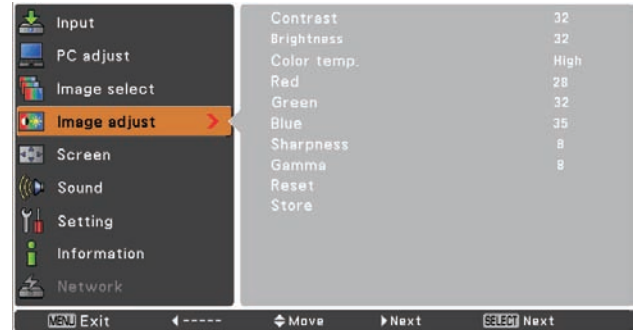 Input
PC adjust
Image select
Image adjust
Screen
Sound
Setting
Information
Network
Contrast 32
Brightness 32
Color temp. High
Red 28
Green 32
Blue 35
Sharpness 8
Gamma 8
Reset
Store
MENU Exit ----- Move Next SELECT Next